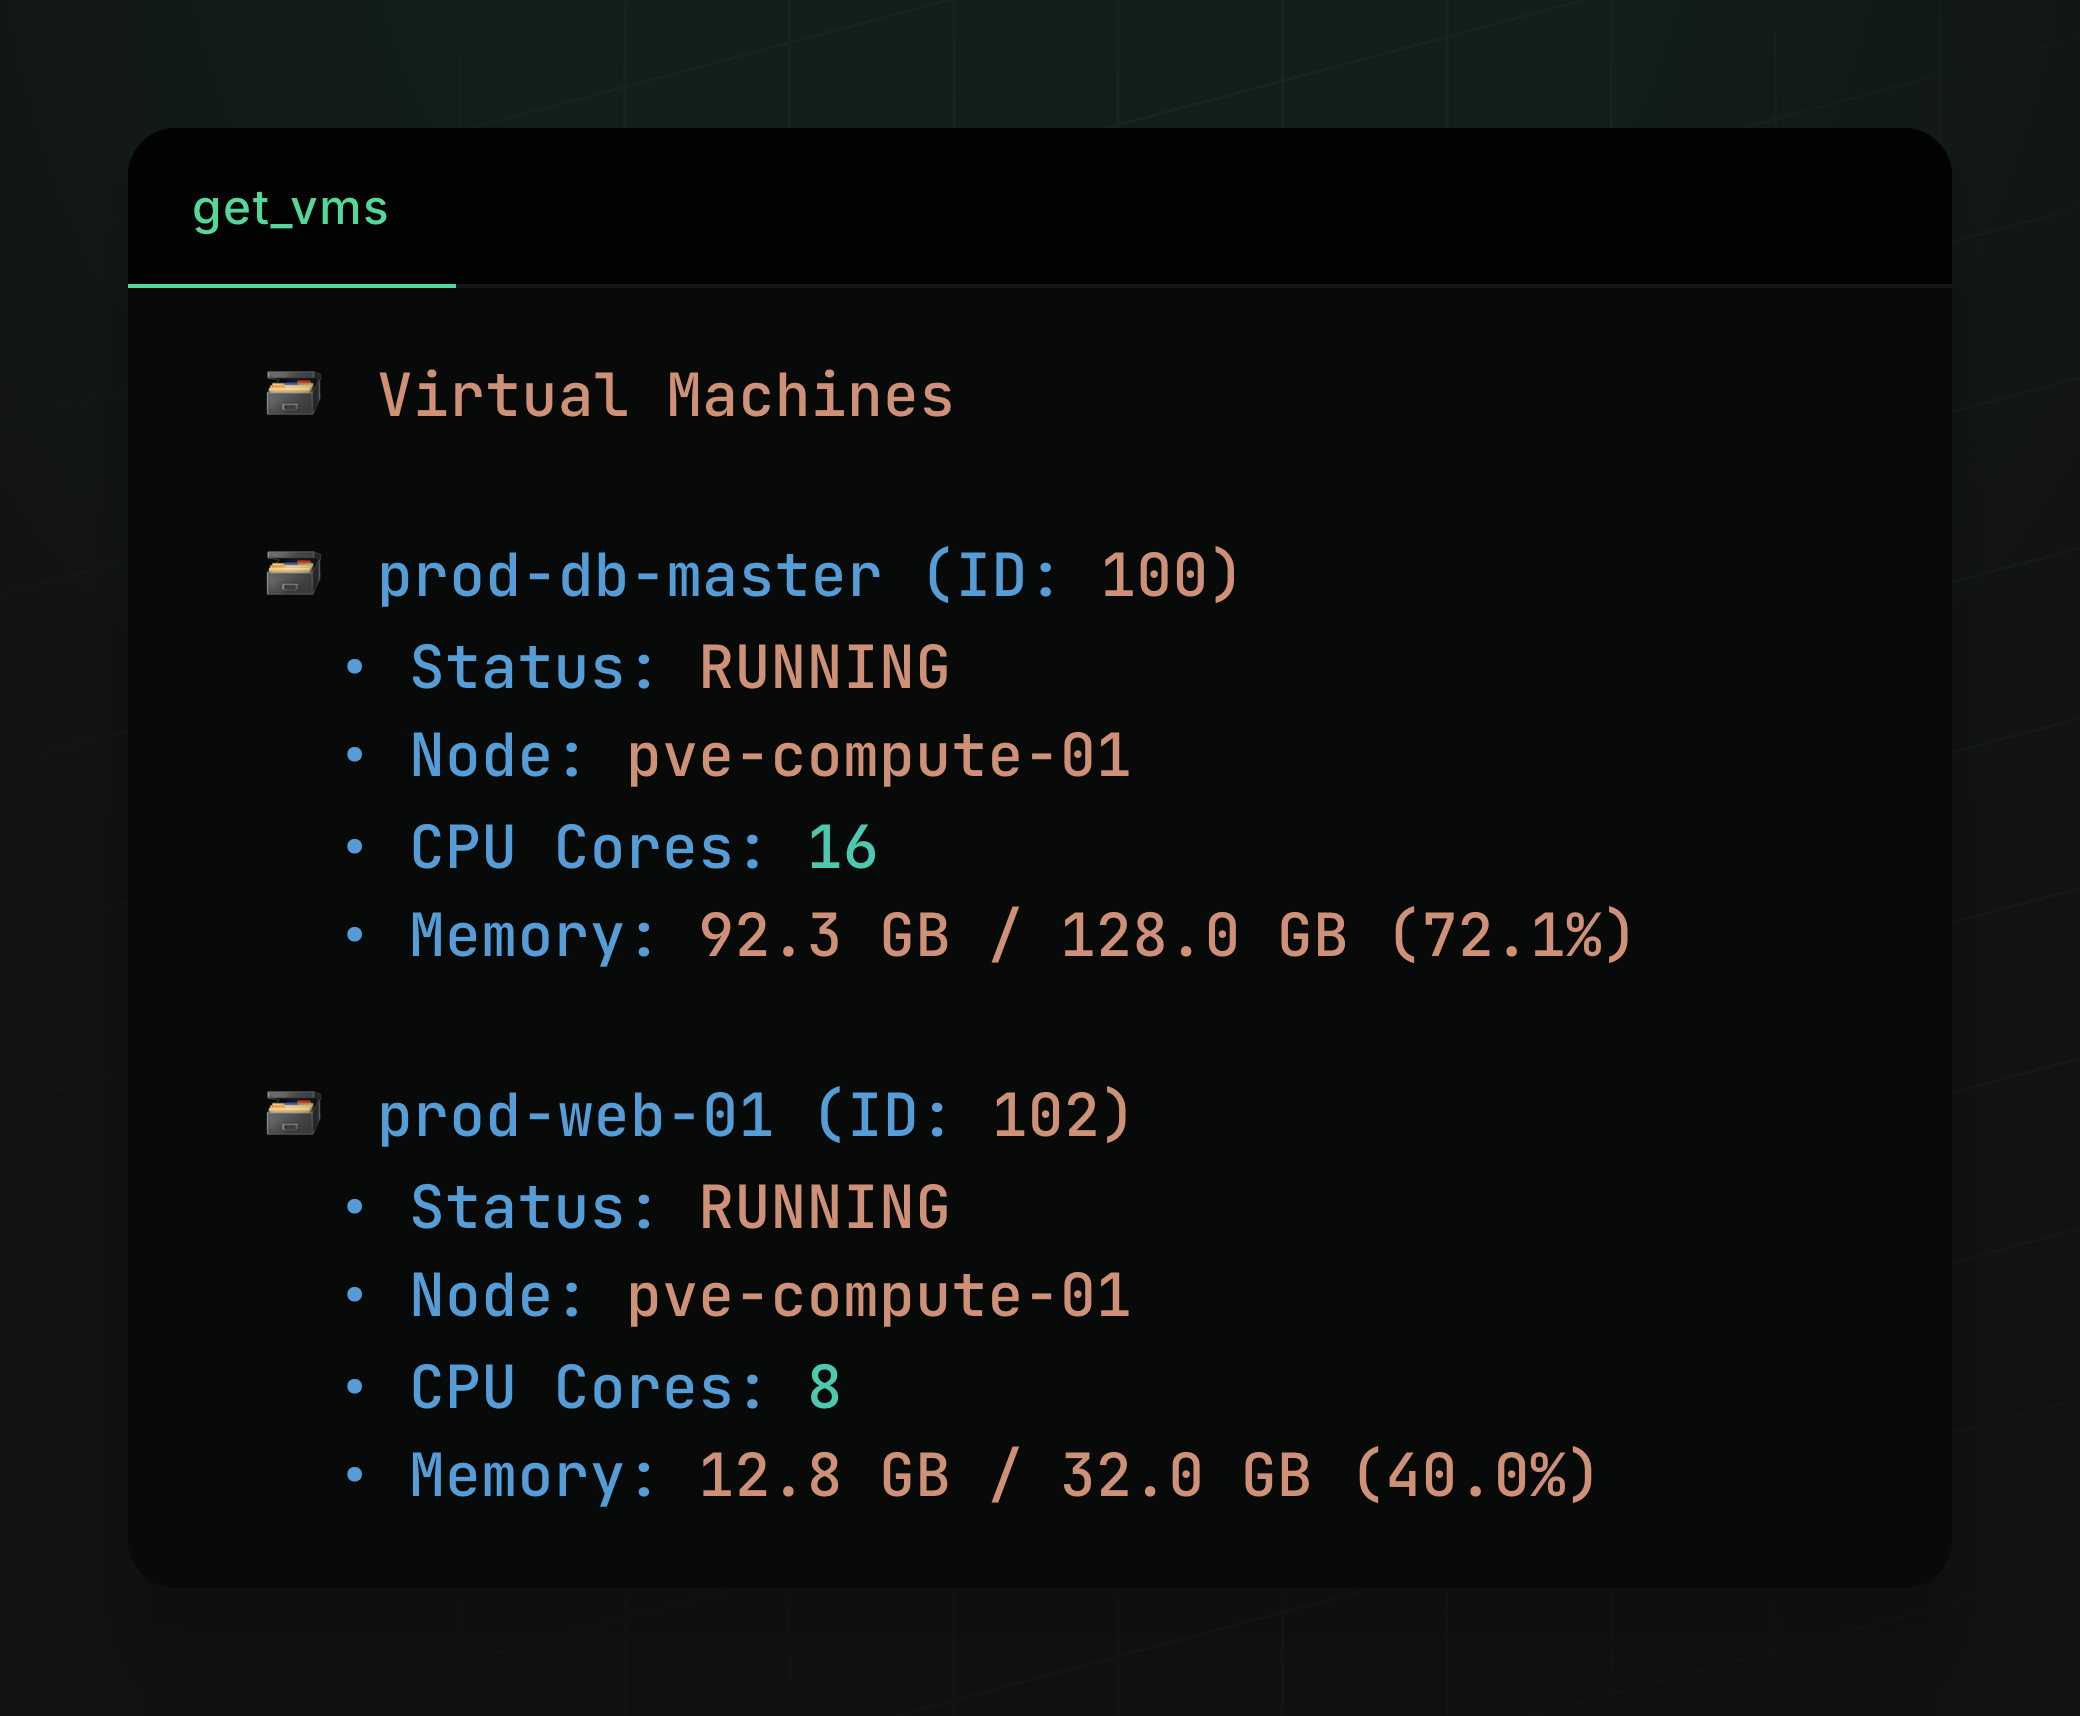 get_vms
Virtual Machines
prod-db-master (ID: 100)
• Status: RUNNING
• Node: pve-compute-01
• CPU Cores: 16
• Memory: 92.3 GB / 128.0 GB (72.1%)
prod-web-01 (ID: 102)
• Status: RUNNING
• Node: pve-compute-01
• CPU Cores: 8
• Memory: 12.8 GB / 32.0 GB (40.0%)